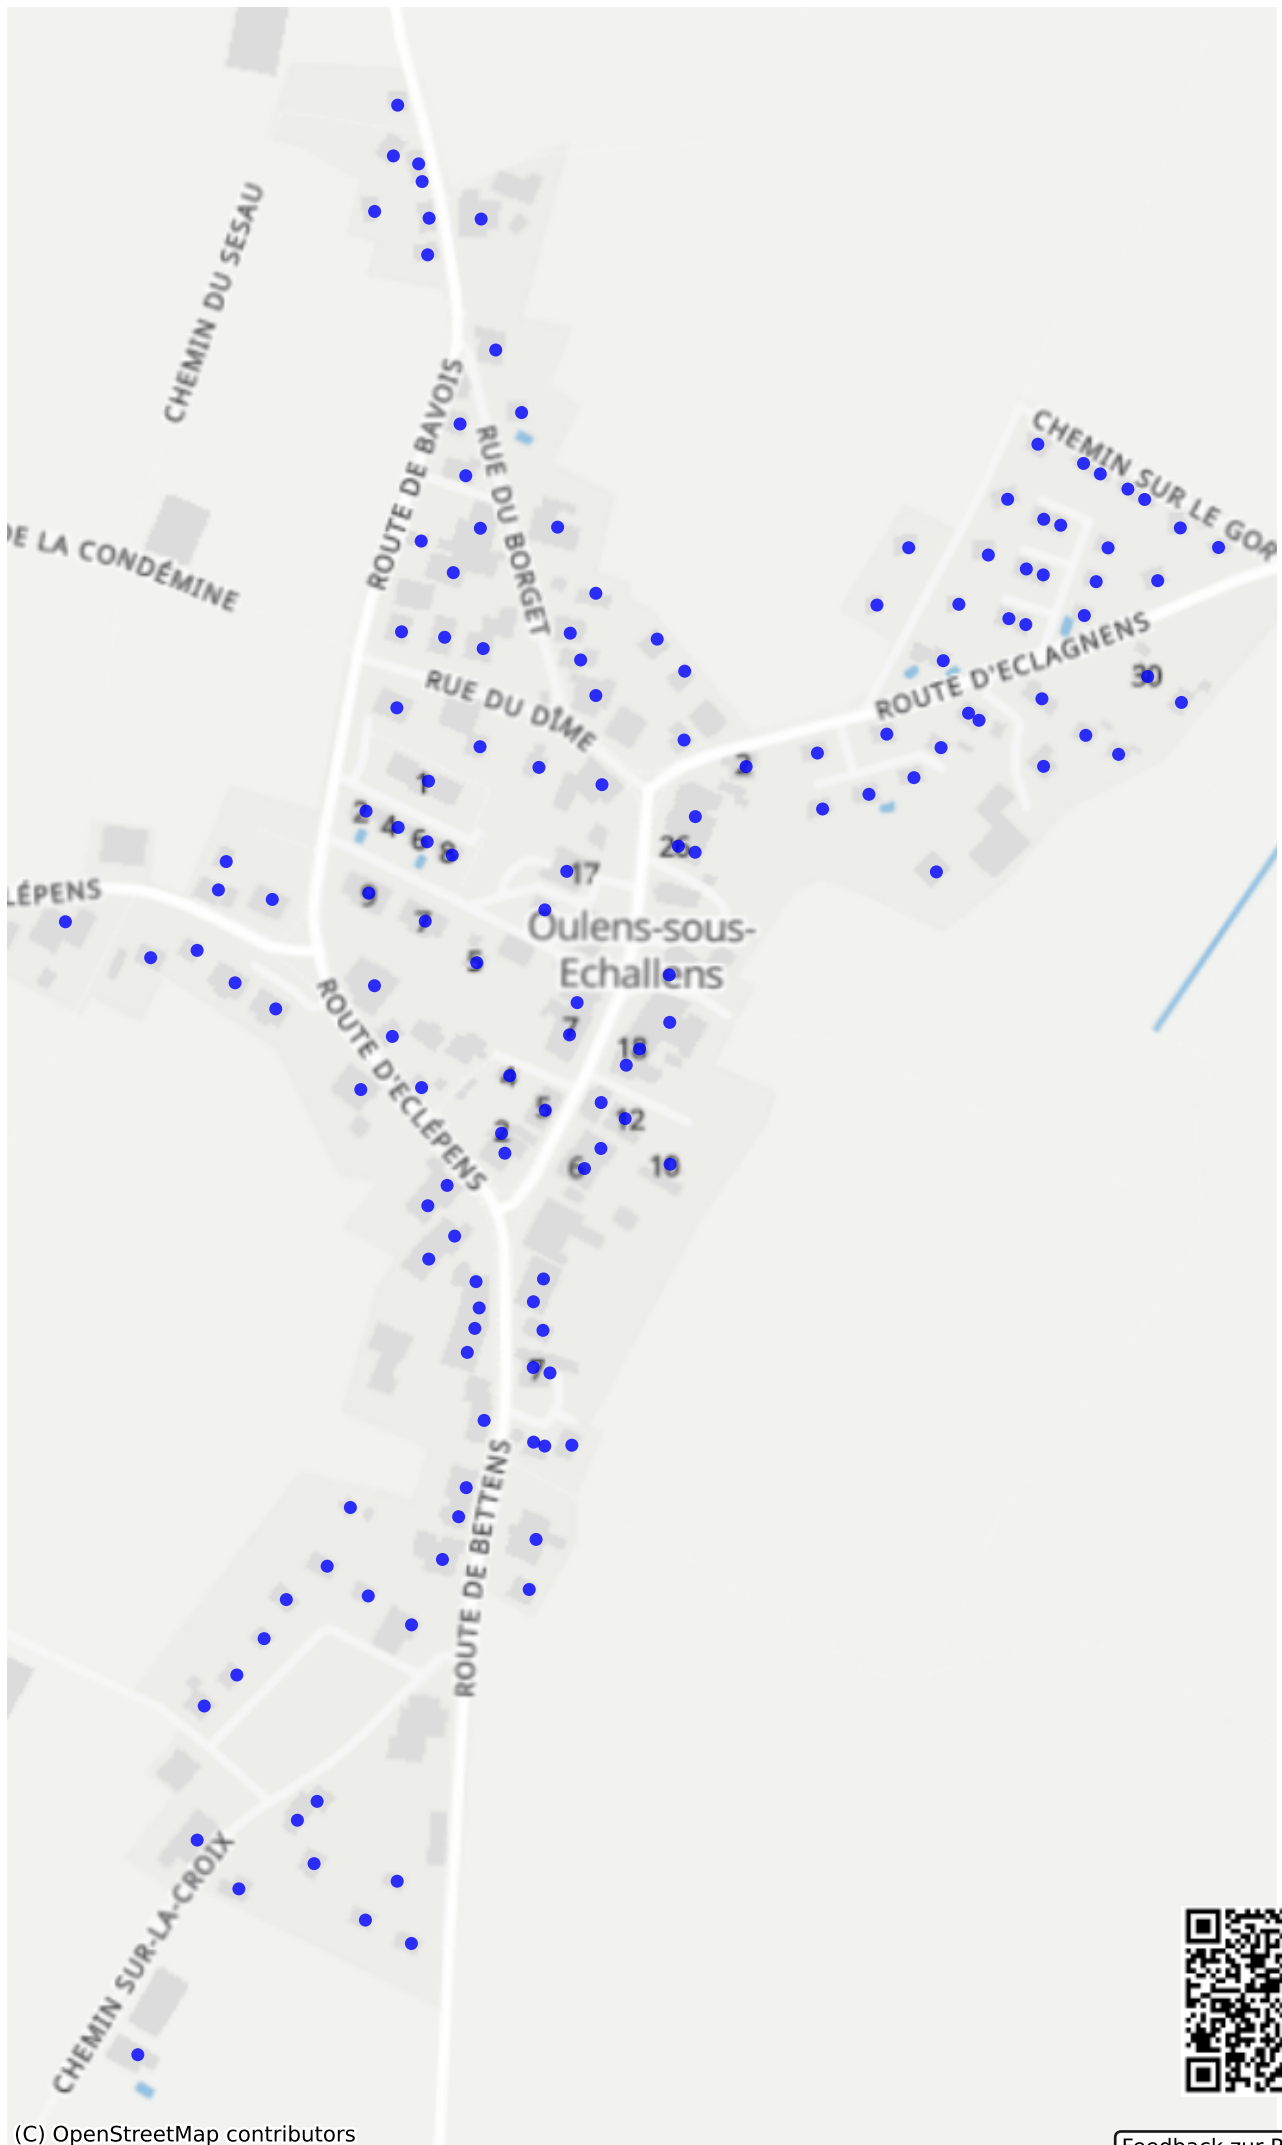 CHEMIN DU SESAU
ROUTE DE BAVOIS
RUE DU BORGET
CHEMIN SUR LE GOR
DE LA CONDÉMINE
ROUTE D'ECLAGNENS
30
RUE DU DÎME
2
1
2
4
6
8
26
17
LÉPENS
9
7
Oulens-sous-
Echallens
5
ROUTE D'ECLÉPENS
7
18
4
5
12
2
6
10
7
ROUTE DE BETTENS
CHEMIN SUR-LA-CROIX
(C) OpenStreetMap contributors